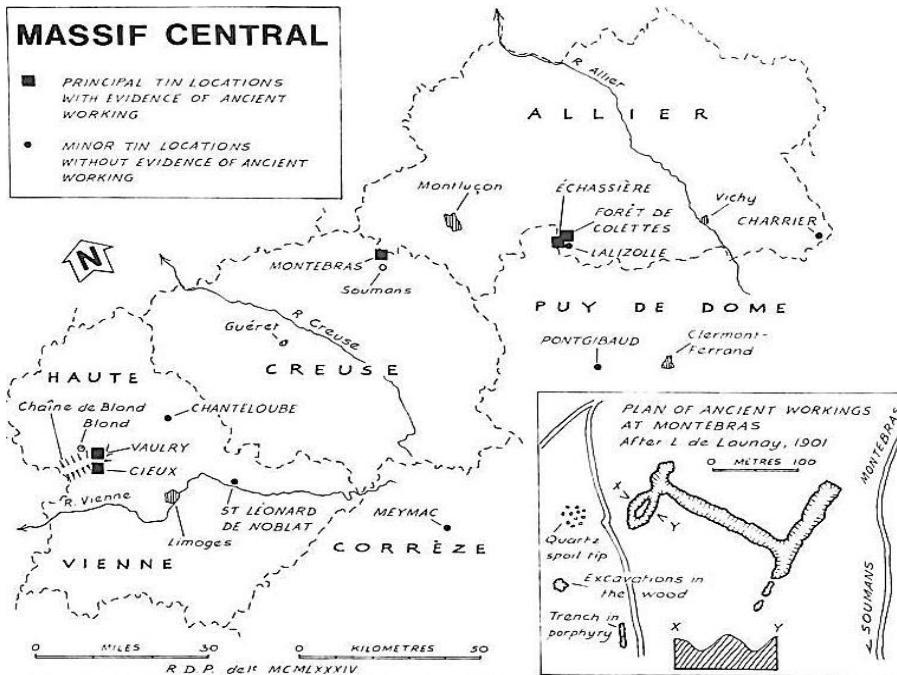 MASSIF CENTRAL
PRINCIPAL TIN LOCATIONS
WITH EVIDENCE OF ANCIENT
WORKING
MINOR TIN LOCATIONS
WITHOUT EVIDENCE OF ANCIENT
WORKING
N
R. Allier
ALLIER
Montluçon
ÉCHASSIÈRE
FORÊT DE
COLETTES
LALIZOLLE
Vichy
CHARRIER
MONTEBRAS
Soumans
PUY DE DOME
PONTGIBAUD
Clermont-
Ferrand
R. Creuse
Guéret
CREUSE
HAUTE
Chaîne de Blond
Blond
CHANTELOUBE
VAULRY
CIEUX
R. Vienne
Limoges
ST LÉONARD
DE NOBLAT
MEYMAC
CORRÈZE
VIENNE
0 MILES 30
0 KILOMETRES 50
R.D.P. delt MCMLXXXIV
PLAN OF ANCIENT WORKINGS
AT MONTEBRAS
After L. de Launay, 1901
0 MÈTRES 100
MONTEBRAS
X
Y
Quartz
spoil tip
Excavations in
the wood
Trench in
porphyry
X Y
SOUMANS